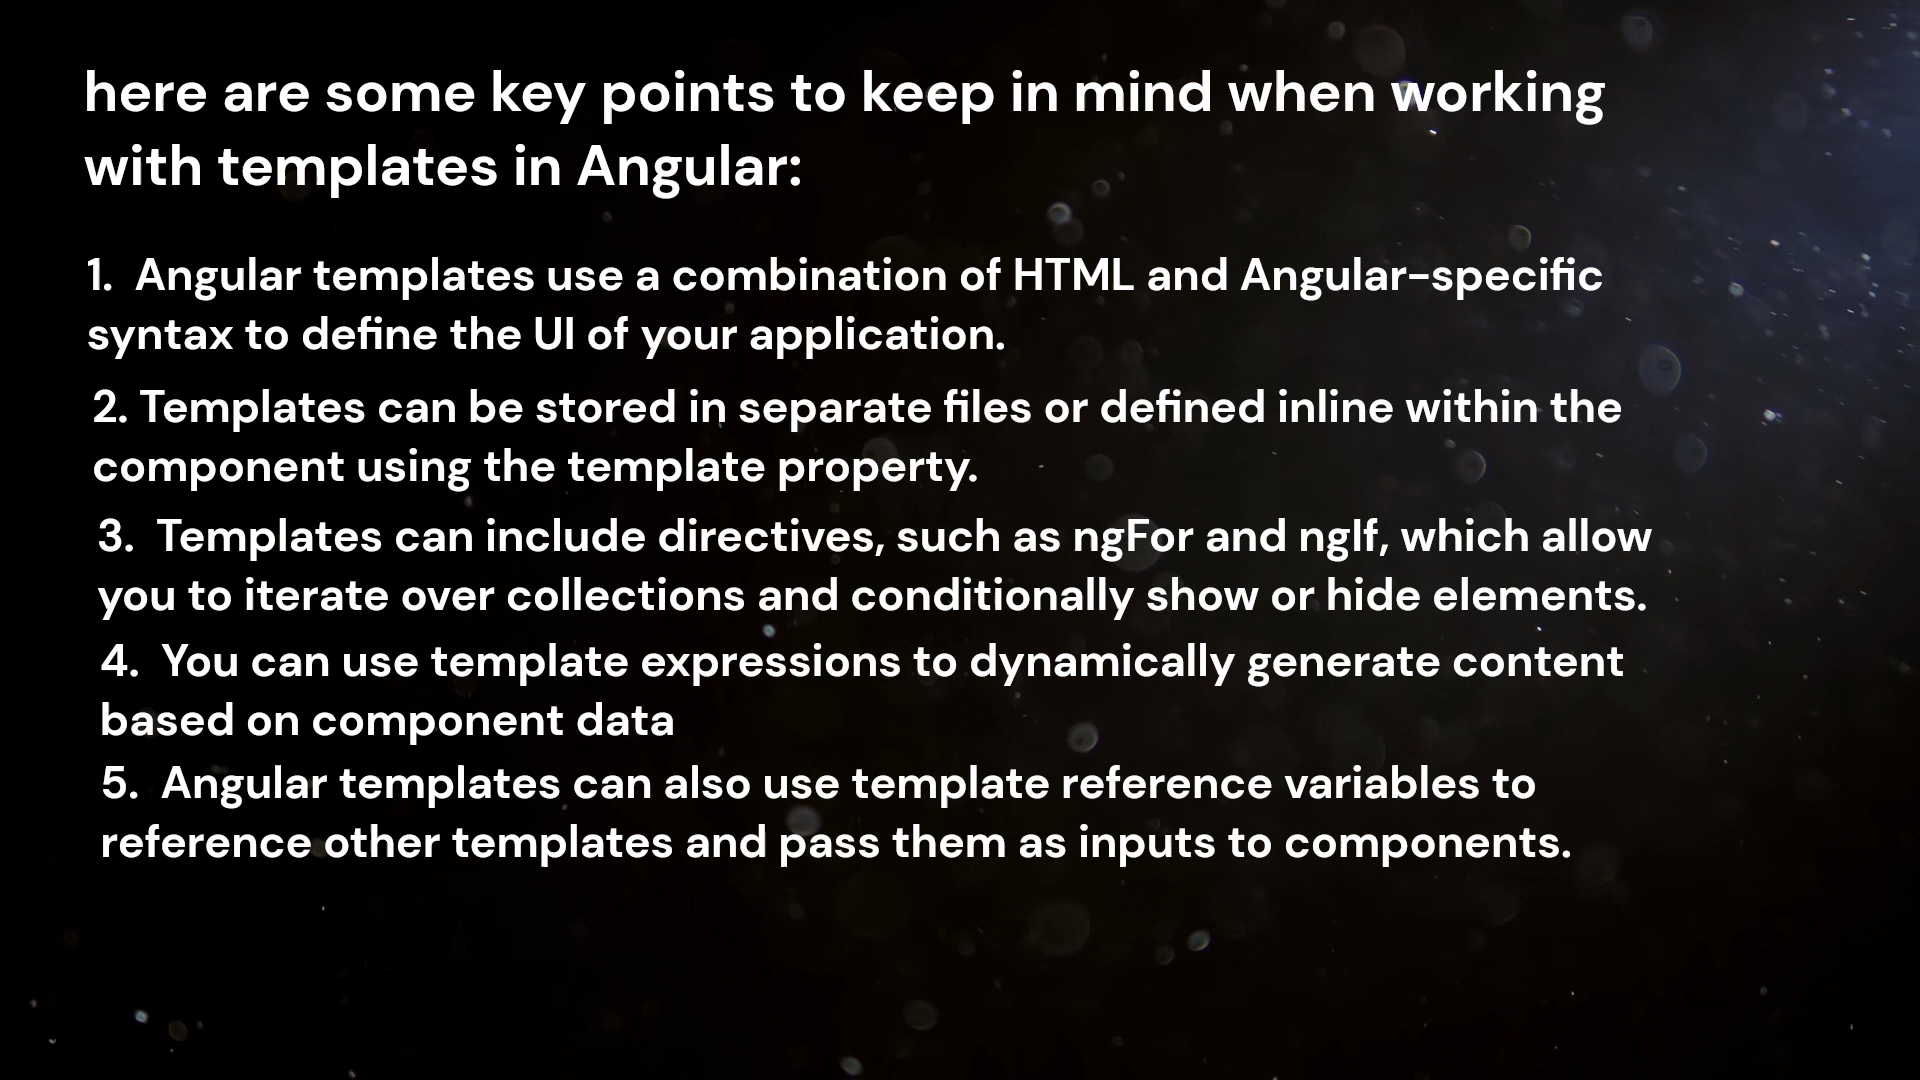 here are some key points to keep in mind when working
with templates in Angular:
1. Angular templates use a combination of HTML and Angular-specific
syntax to define the UI of your application.
2. Templates can be stored in separate files or defined inline within the
component using the template property.
3. Templates can include directives, such as ngFor and ngIf, which allow
you to iterate over collections and conditionally show or hide elements.
4. You can use template expressions to dynamically generate content
based on component data
5. Angular templates can also use template reference variables to
reference other templates and pass them as inputs to components.